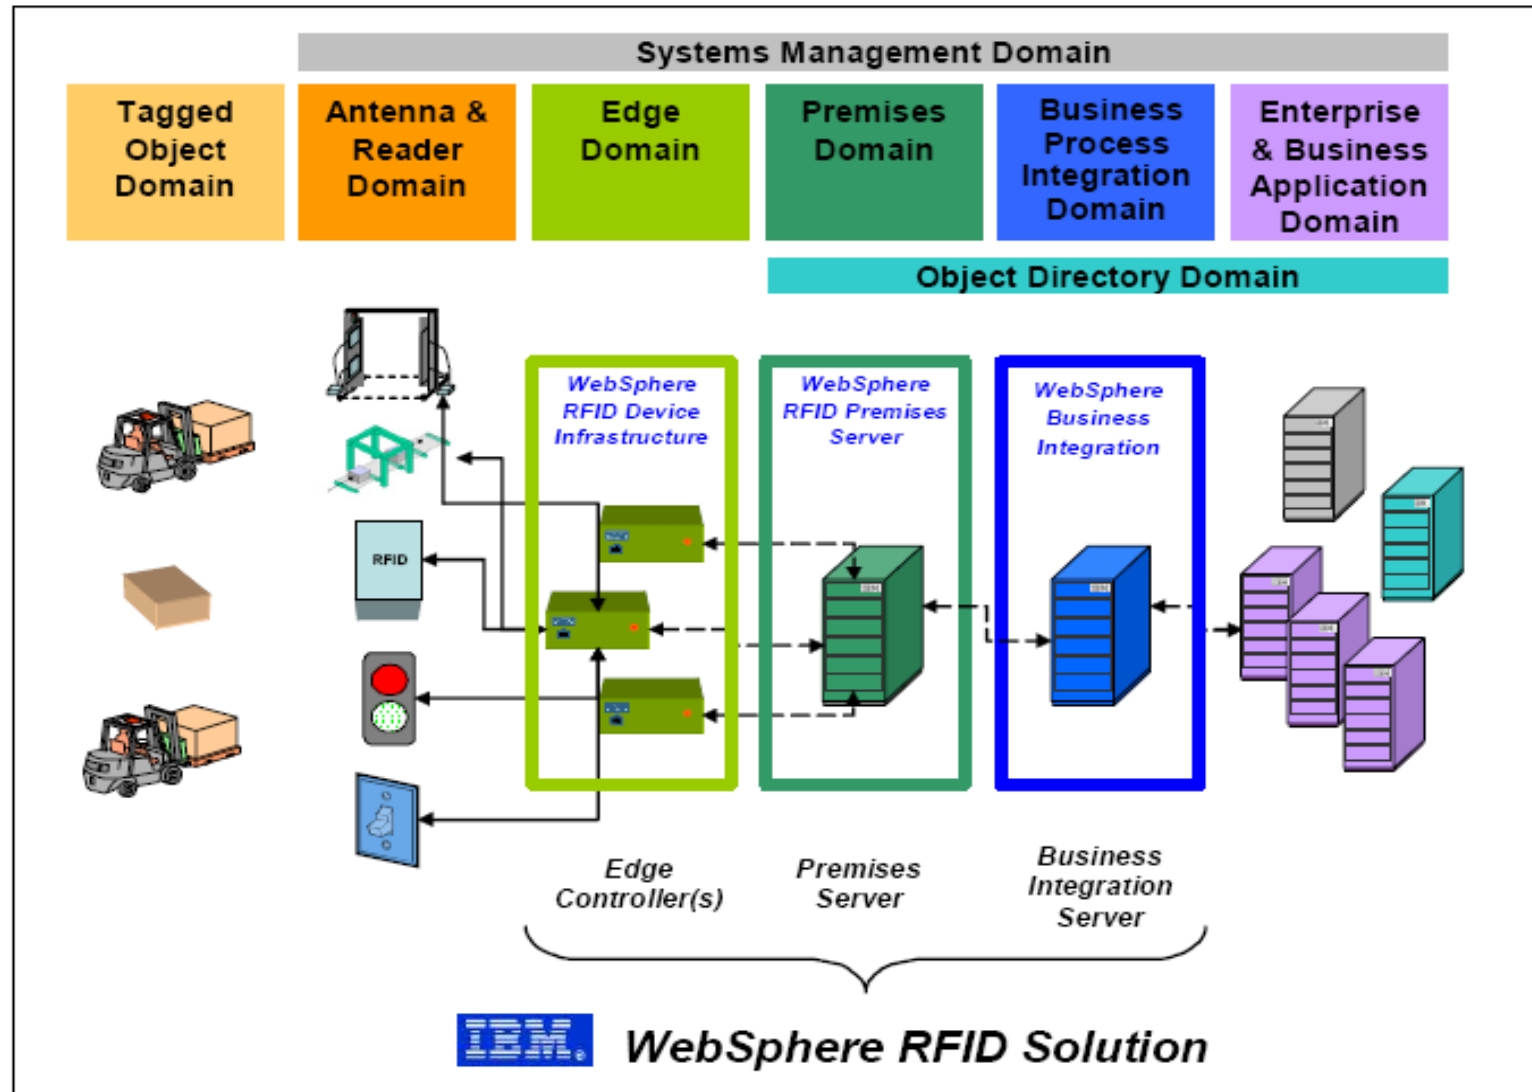 Systems Management Domain
Tagged
Object
Domain
Antenna &
Reader
Domain
Edge
Domain
Premises
Domain
Business
Process
Integration
Domain
Enterprise
& Business
Application
Domain
Object Directory Domain
WebSphere
RFID Device
Infrastructure
WebSphere
RFID Premises
Server
WebSphere
Business
Integration
RFID
Edge
Controller(s)
Premises
Server
Business
Integration
Server
IBM®
WebSphere RFID Solution